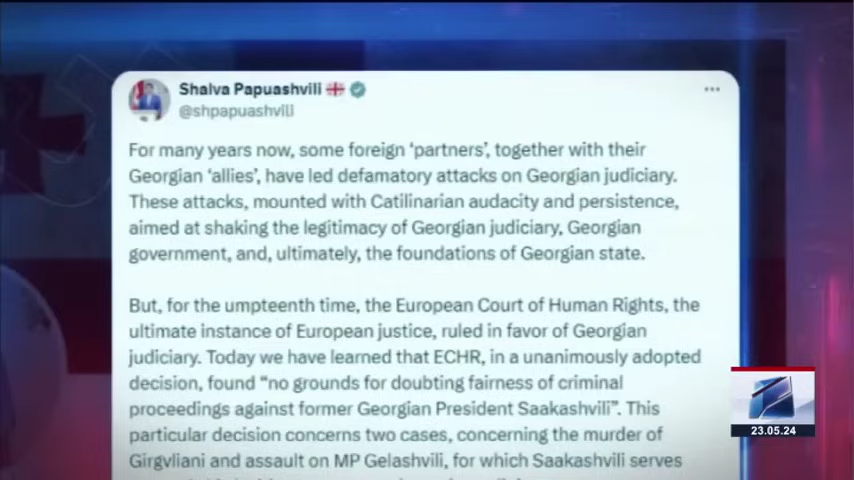 Shalva Papuashvili
@shpapuashvili
For many years now, some foreign ‘partners’, together with their
Georgian ‘allies’, have led defamatory attacks on Georgian judiciary.
These attacks, mounted with Catilinarian audacity and persistence,
aimed at shaking the legitimacy of Georgian judiciary, Georgian
government, and, ultimately, the foundations of Georgian state.
But, for the umpteenth time, the European Court of Human Rights, the
ultimate instance of European justice, ruled in favor of Georgian
judiciary. Today we have learned that ECHR, in a unanimously adopted
decision, found “no grounds for doubting fairness of criminal
proceedings against former Georgian President Saakashvili”. This
particular decision concerns two cases, concerning the murder of
Girgvliani and assault on MP Gelashvili, for which Saakashvili serves
23.05.24